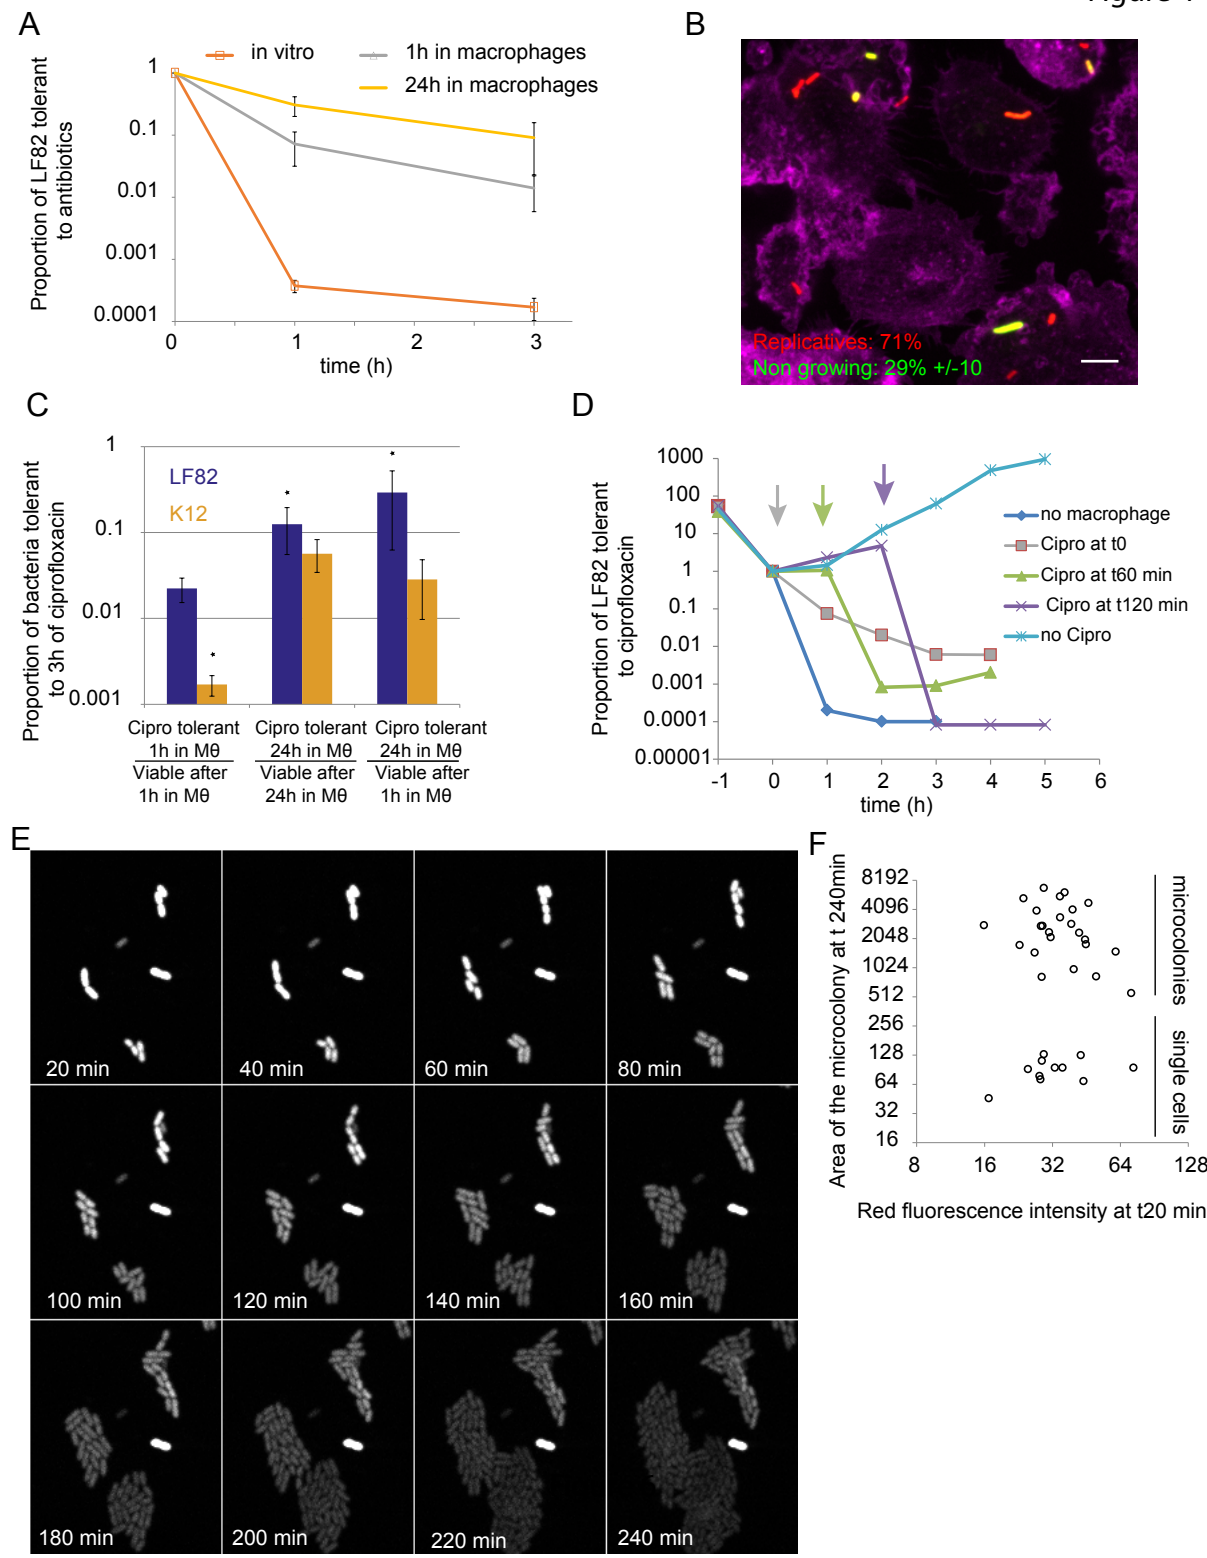 A
in vitro
1h in macrophages
24h in macrophages
Proportion of LF82 tolerant
to antibiotics
1
0.1
0.01
0.001
0.0001
0
1
2
3
time (h)
B
Replicatives: 71%
Non growing: 29% +/-10
C
Proportion of bacteria tolerant
to 3h of ciprofloxacin
1
0.1
0.01
0.001
LF82
K12
*
*
*
Cipro tolerant
1h in Mθ
Viable after
1h in Mθ
Cipro tolerant
24h in Mθ
Viable after
24h in Mθ
Cipro tolerant
24h in Mθ
Viable after
1h in Mθ
D
Proportion of LF82 tolerant
to ciprofloxacin
1000
100
10
1
0.1
0.01
0.001
0.0001
0.00001
-1
0
1
2
3
4
5
6
time (h)
no macrophage
Cipro at t0
Cipro at t60 min
Cipro at t120 min
no Cipro
E
20 min
40 min
60 min
80 min
100 min
120 min
140 min
160 min
180 min
200 min
220 min
240 min
F
Area of the microcolony at t 240min
8192
4096
2048
1024
512
256
128
64
32
16
8
16
32
64
128
Red fluorescence intensity at t20 min
microcolonies
single cells